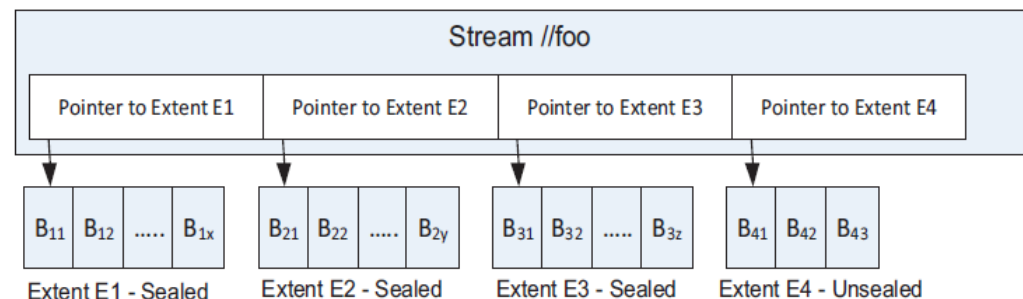 Stream //foo
Pointer to Extent E1 Pointer to Extent E2 Pointer to Extent E3 Pointer to Extent E4
B11 B12 ..... B1x B21 B22 ..... B2y B31 B32 ..... B3z B41 B42 B43
Extent E1 - Sealed Extent E2 - Sealed Extent E3 - Sealed Extent E4 - Unsealed